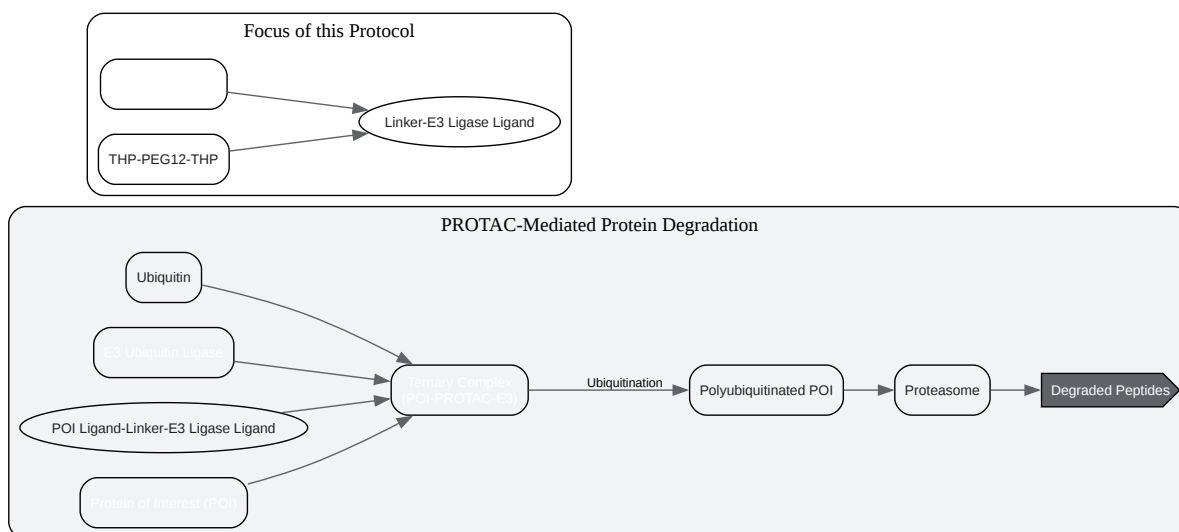 Focus of this Protocol
Linker-E3 Ligase Ligand
THP-PEG12-THP
PROTAC-Mediated Protein Degradation
Ubiquitin
E3 Ubiquitin Ligase
Ternary Complex
(POI-PROTAC-E3)
Ubiquitination
Polyubiquitinated POI
Proteasome
Degraded Peptides
POI Ligand-Linker-E3 Ligase Ligand
Protein of Interest (POI)